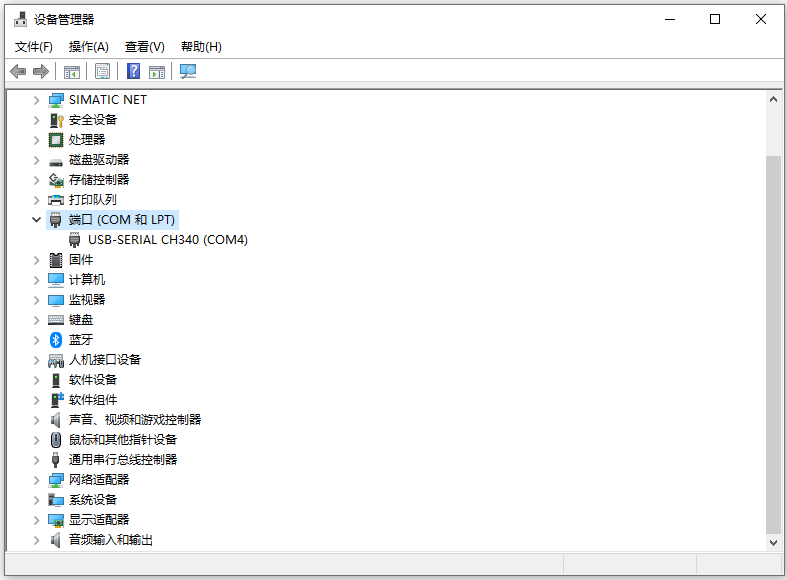 设备管理器
文件(F) 操作(A) 查看(V) 帮助(H)
SIMATIC NET
安全设备
处理器
磁盘驱动器
存储控制器
打印队列
端口 (COM 和 LPT)
USB-SERIAL CH340 (COM4)
固件
计算机
监视器
键盘
蓝牙
人机接口设备
软件设备
软件组件
声音、视频和游戏控制器
鼠标和其他指针设备
通用串行总线控制器
网络适配器
系统设备
显示适配器
音频输入和输出